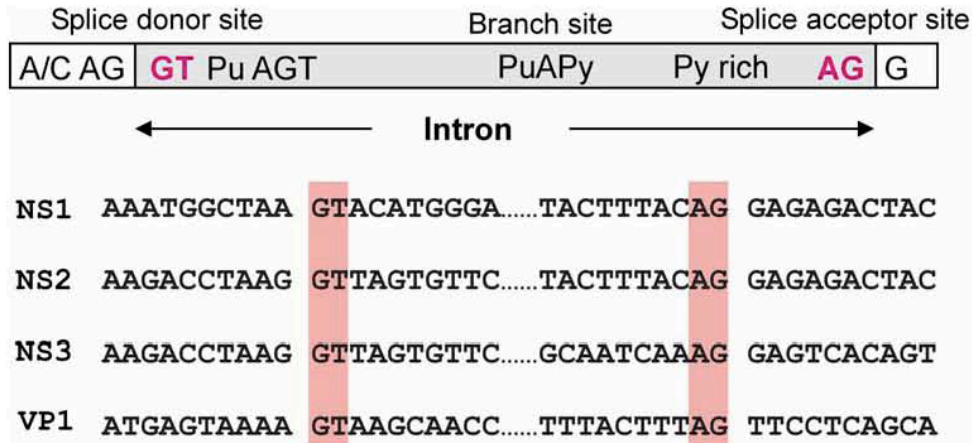 Splice donor site Branch site Splice acceptor site
A/C AG GT Pu AGT PuAPy Py rich AG G
Intron
NS1 AAATGGCTAA GTACATGGGA......TACTTTACAG GAGAGACTAC
NS2 AAGACCTAAG GTTAGTGTTC......TACTTTACAG GAGAGACTAC
NS3 AAGACCTAAG GTTAGTGTTC......GCAATCAAAG GAGTCACAGT
VP1 ATGAGTAAAA GTAAGCAACC......TTTACTTTAG TTCCTCAGCA